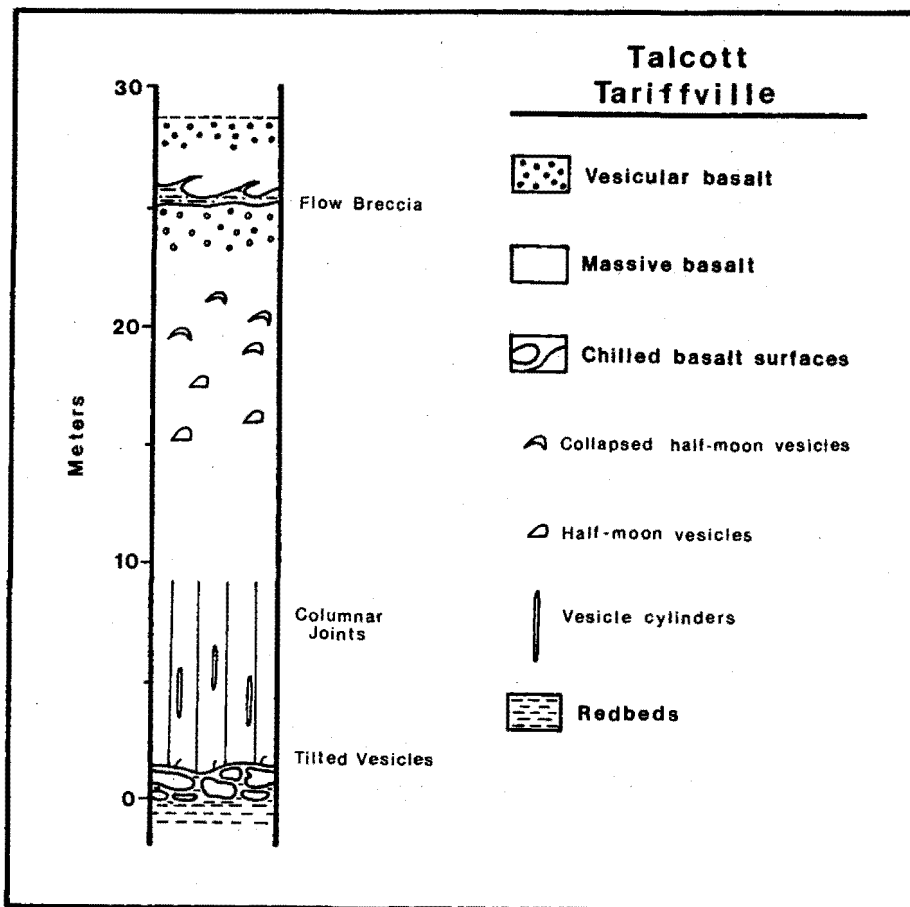 Talcott
Tariffville
30
20
10
0
Meters
Flow Breccia
Columnar
Joints
Tilted Vesicles
Vesicular basalt
Massive basalt
Chilled basalt surfaces
Collapsed half-moon vesicles
Half-moon vesicles
Vesicle cylinders
Redbeds